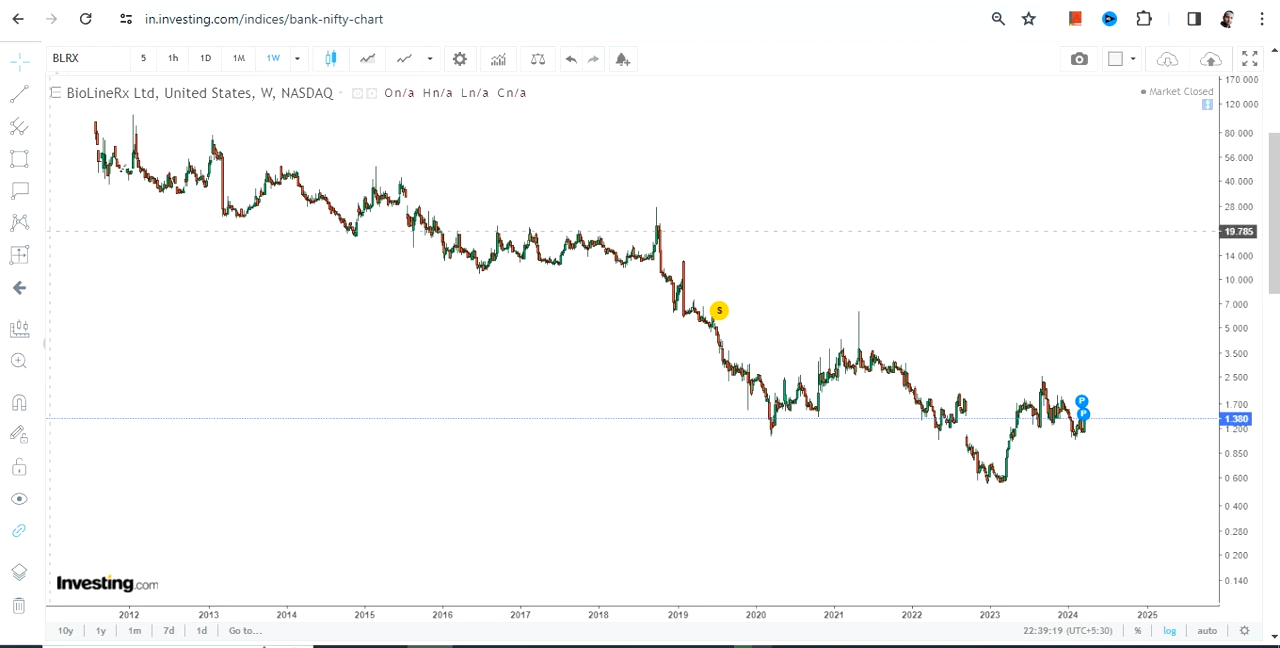 in.investing.com/indices/bank-nifty-chart
BLRX 5 1h 1D 1M 1W
BioLineRx Ltd, United States, W, NASDAQ On/a Hn/a Ln/a Cn/a
Market Closed
170.000
120.000
80.000
56.000
40.000
28.000
19.785
14.000
10.000
S
7.000
5.000
3.500
2.500
P
1.700
P
1.380
1.200
0.850
0.600
0.400
0.280
0.200
0.140
Investing.com
2012 2013 2014 2015 2016 2017 2018 2019 2020 2021 2022 2023 2024 2025
10y 1y 1m 7d 1d Go to... 22:39:19 (UTC+5:30) % log auto